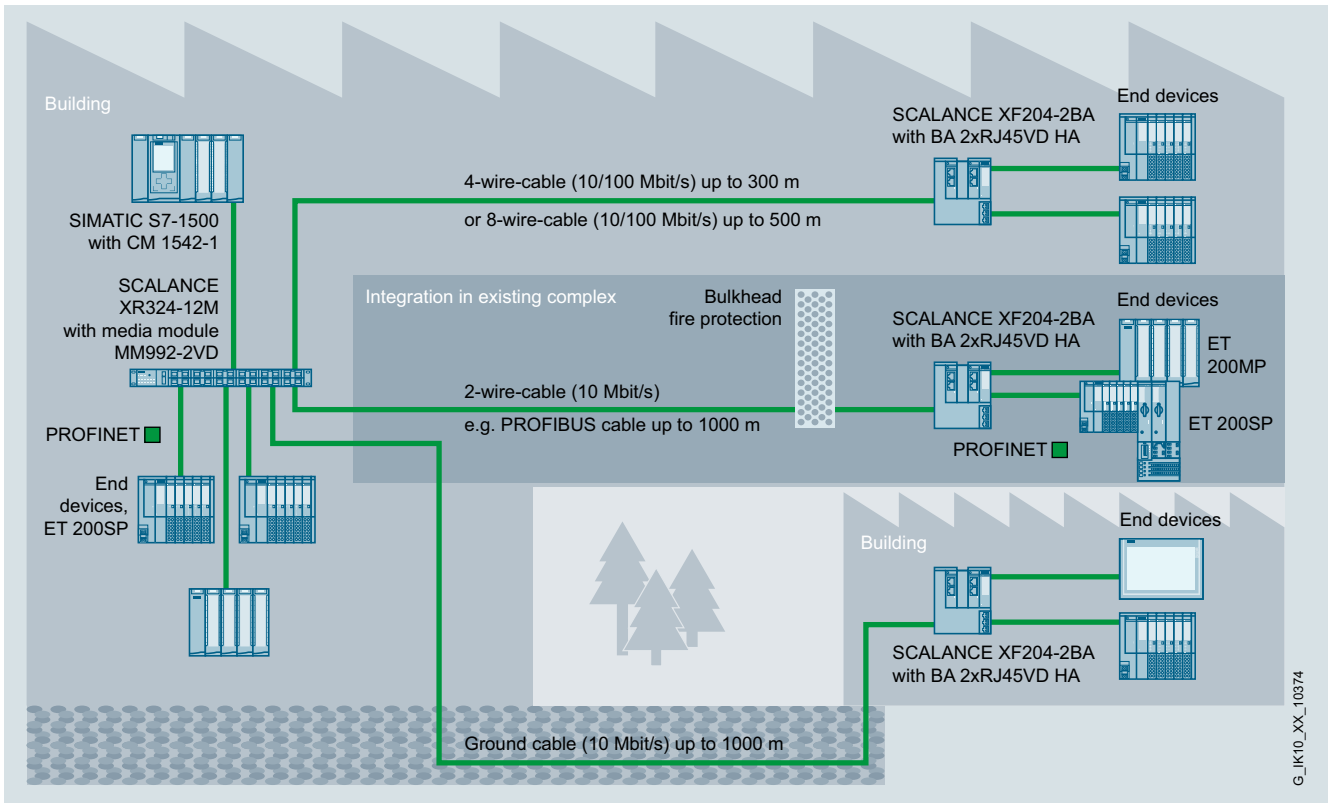 Building
SIMATIC S7-1500
with CM 1542-1
SCALANCE
XR324-12M
with media module
MM992-2VD
PROFINET
End
devices,
ET 200SP
4-wire-cable (10/100 Mbit/s) up to 300 m
or 8-wire-cable (10/100 Mbit/s) up to 500 m
SCALANCE XF204-2BA
with BA 2xRJ45VD HA
End devices
Integration in existing complex
Bulkhead
fire protection
2-wire-cable (10 Mbit/s)
e.g. PROFIBUS cable up to 1000 m
SCALANCE XF204-2BA
with BA 2xRJ45VD HA
End devices
ET
200MP
ET 200SP
PROFINET
Building
End devices
SCALANCE XF204-2BA
with BA 2xRJ45VD HA
Ground cable (10 Mbit/s) up to 1000 m
G_IK10_XX_10374